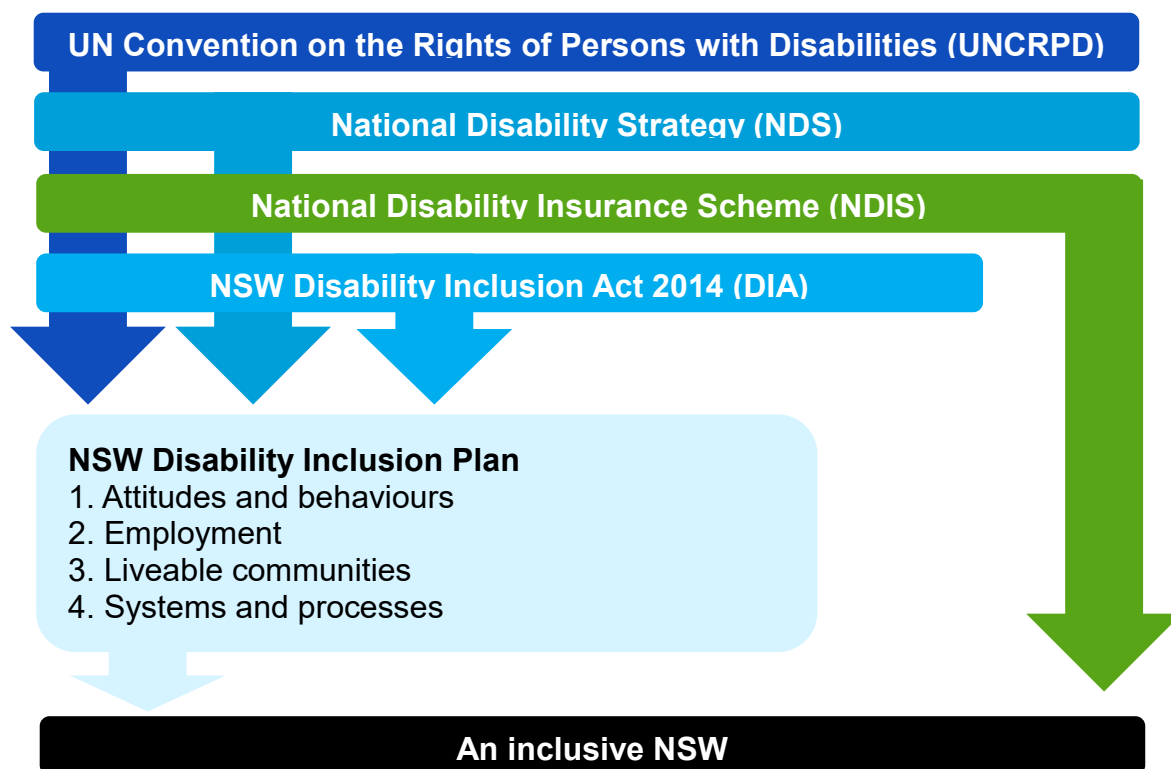 UN Convention on the Rights of Persons with Disabilities (UNCRPD)
National Disability Strategy (NDS)
National Disability Insurance Scheme (NDIS)
NSW Disability Inclusion Act 2014 (DIA)
NSW Disability Inclusion Plan
1. Attitudes and behaviours
2. Employment
3. Liveable communities
4. Systems and processes
An inclusive NSW